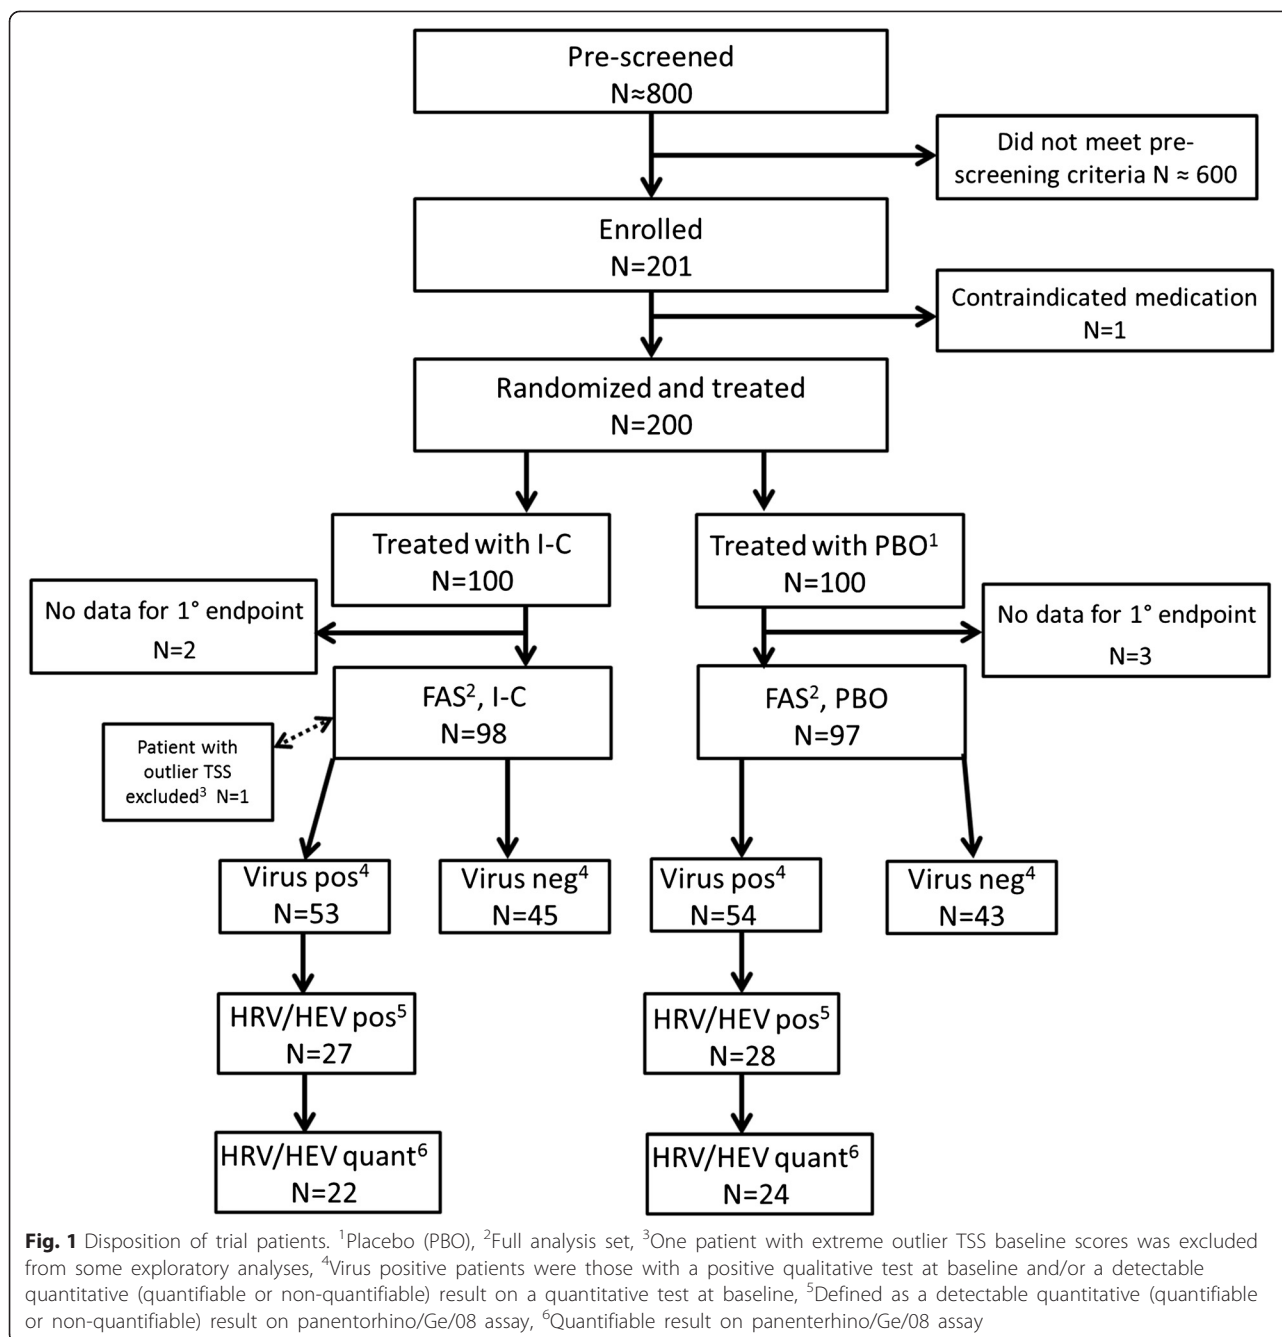 Pre-screened
N≈800
Did not meet pre-
screening criteria N ≈ 600
Enrolled
N=201
Contraindicated medication
N=1
Randomized and treated
N=200
Treated with I-C
N=100
Treated with PBO1
N=100
No data for 1° endpoint
N=2
No data for 1° endpoint
N=3
FAS2, I-C
N=98
FAS2, PBO
N=97
Patient with
outlier TSS
excluded3 N=1
Virus pos4
N=53
Virus neg4
N=45
Virus pos4
N=54
Virus neg4
N=43
HRV/HEV pos5
N=27
HRV/HEV pos5
N=28
HRV/HEV quant6
N=22
HRV/HEV quant6
N=24
Fig. 1 Disposition of trial patients. 1Placebo (PBO), 2Full analysis set, 3One patient with extreme outlier TSS baseline scores was excluded
from some exploratory analyses, 4Virus positive patients were those with a positive qualitative test at baseline and/or a detectable
quantitative (quantifiable or non-quantifiable) result on a quantitative test at baseline, 5Defined as a detectable quantitative (quantifiable
or non-quantifiable) result on panentorhino/Ge/08 assay, 6Quantifiable result on panenterhino/Ge/08 assay